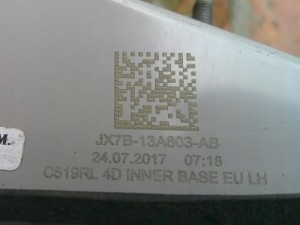 JX7B-13A603-AB
24.07.2017 07:18
C519RL 4D INNER BASE EU LH
M.